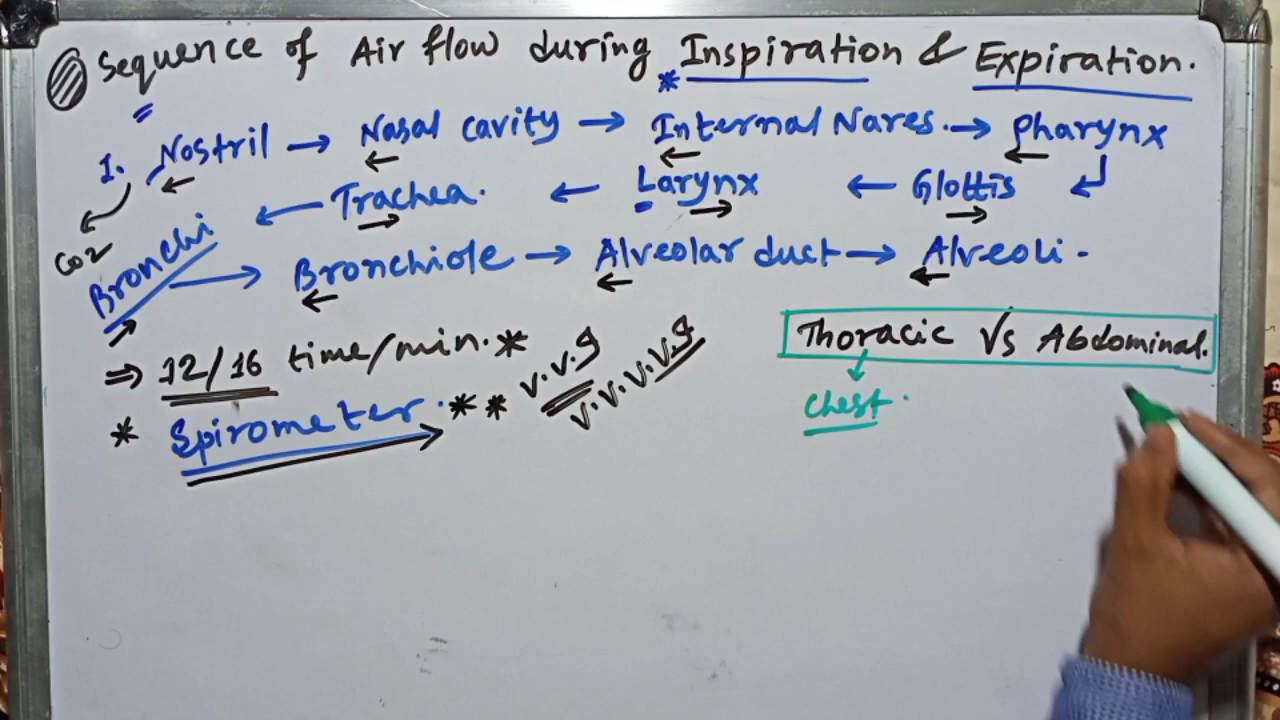 Sequence of Air flow during Inspiration & Expiration.
*
I. Nostril → Nasal cavity → Internal Nares. → Pharynx
← ← ← ←
Trachea. ← Larynx ← Glottis
→ → →
CO2
Bronchi → Bronchiole → Alveolar duct → Alveoli.
→ ← ← ←
⇒ 12/16 time/min. *
V.V.I
V.V.V.V.I
* Spirometer. * *
Thoracic Vs Abdominal.
Chest.